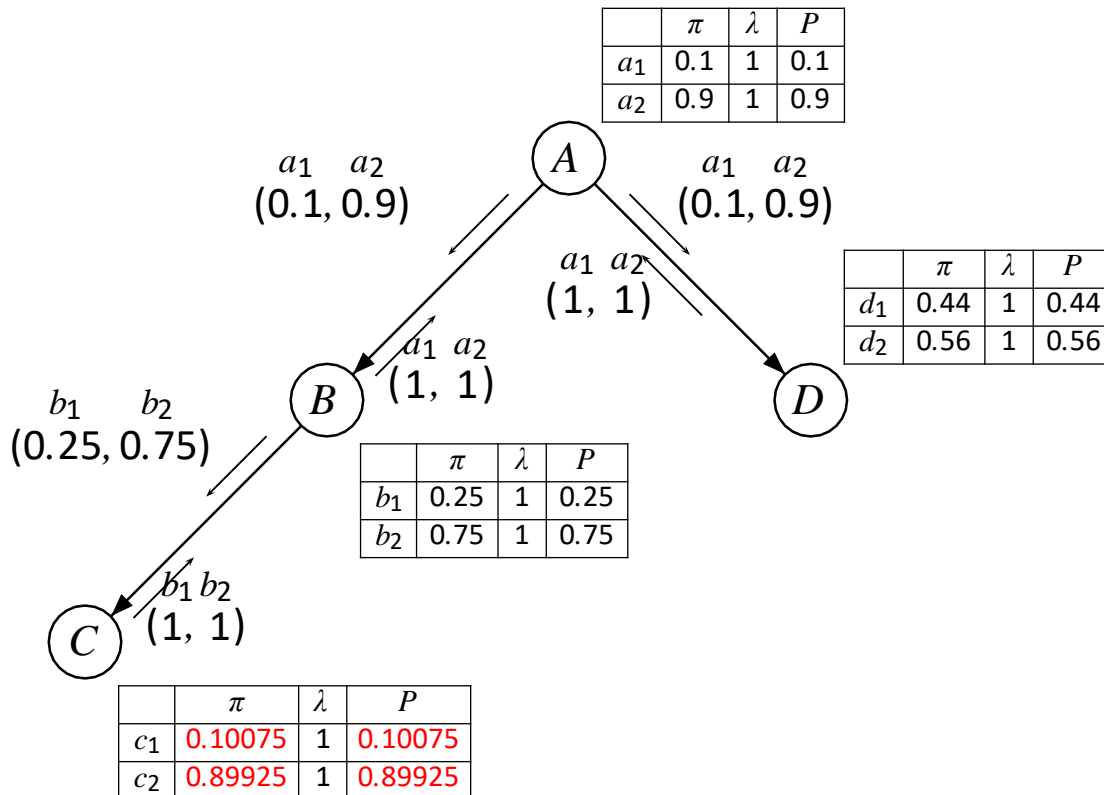 π λ P
a1 0.1 1 0.1
a2 0.9 1 0.9
A
a1 a2
(0.1, 0.9)
a1 a2
(0.1, 0.9)
a1 a2
(1, 1)
π λ P
d1 0.44 1 0.44
d2 0.56 1 0.56
a1 a2
(1, 1)
B
D
b1 b2
(0.25, 0.75)
π λ P
b1 0.25 1 0.25
b2 0.75 1 0.75
b1 b2
(1, 1)
C
π λ P
c1 0.10075 1 0.10075
c2 0.89925 1 0.89925